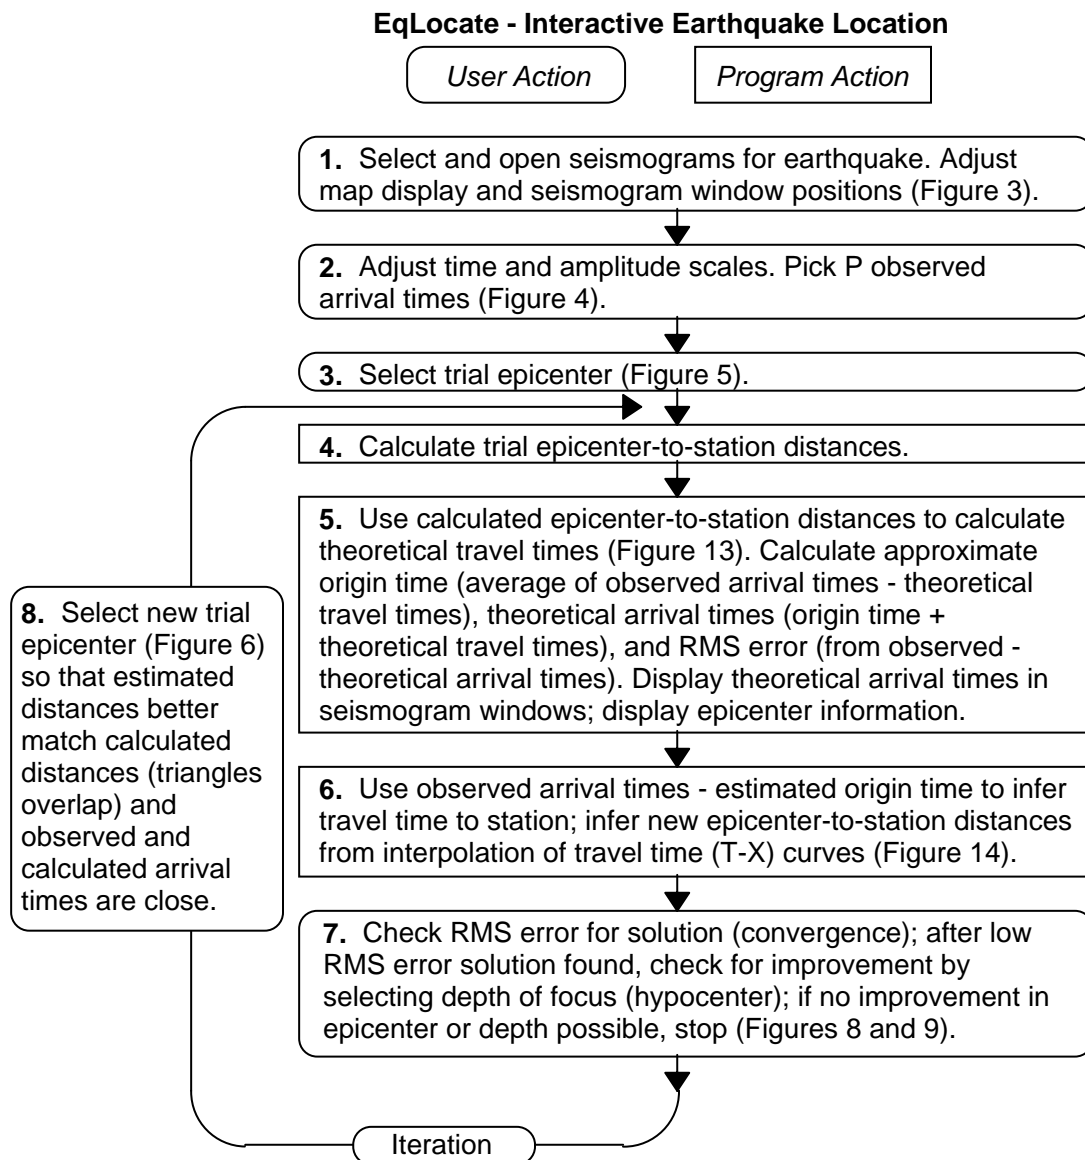 EqLocate - Interactive Earthquake Location
User Action
Program Action
1. Select and open seismograms for earthquake. Adjust
map display and seismogram window positions (Figure 3).
2. Adjust time and amplitude scales. Pick P observed
arrival times (Figure 4).
3. Select trial epicenter (Figure 5).
4. Calculate trial epicenter-to-station distances.
5. Use calculated epicenter-to-station distances to calculate
theoretical travel times (Figure 13). Calculate approximate
origin time (average of observed arrival times - theoretical
travel times), theoretical arrival times (origin time +
theoretical travel times), and RMS error (from observed -
theoretical arrival times). Display theoretical arrival times in
seismogram windows; display epicenter information.
6. Use observed arrival times - estimated origin time to infer
travel time to station; infer new epicenter-to-station distances
from interpolation of travel time (T-X) curves (Figure 14).
7. Check RMS error for solution (convergence); after low
RMS error solution found, check for improvement by
selecting depth of focus (hypocenter); if no improvement in
epicenter or depth possible, stop (Figures 8 and 9).
8. Select new trial
epicenter (Figure 6)
so that estimated
distances better
match calculated
distances (triangles
overlap) and
observed and
calculated arrival
times are close.
Iteration